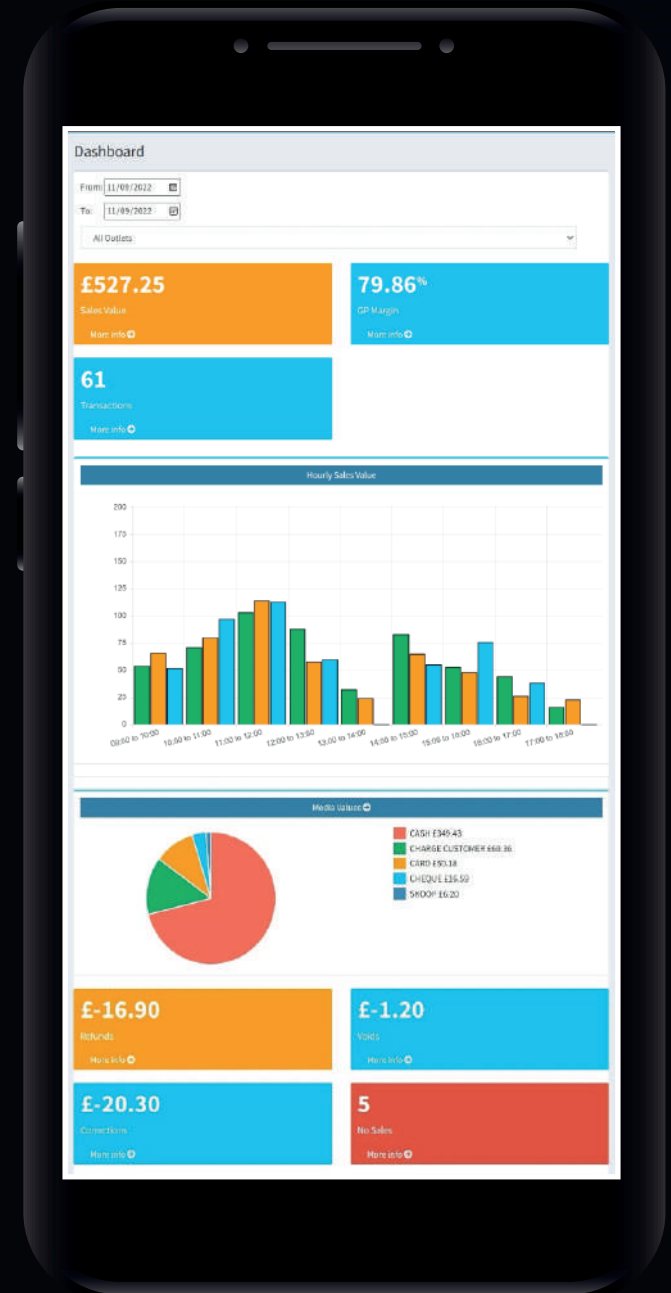 Dashboard
From: 11/09/2022
To: 11/09/2022
All Outlets
£527.25
Sales Value
More info
79.86%
GP Margin
More info
61
Transactions
More info
Hourly Sales Value
200
175
150
125
100
75
50
25
0
09:00 to 10:00
10:00 to 11:00
11:00 to 12:00
12:00 to 13:00
13:00 to 14:00
14:00 to 15:00
15:00 to 16:00
16:00 to 17:00
17:00 to 18:00
Media Values
CASH £349.43
CHARGE CUSTOMER
CARD £50.18
CHEQUE
£6.20
£-16.90
Refunds
More info
£-1.20
Voids
More info
£-20.30
Corrections
More info
5
No Sales
More info